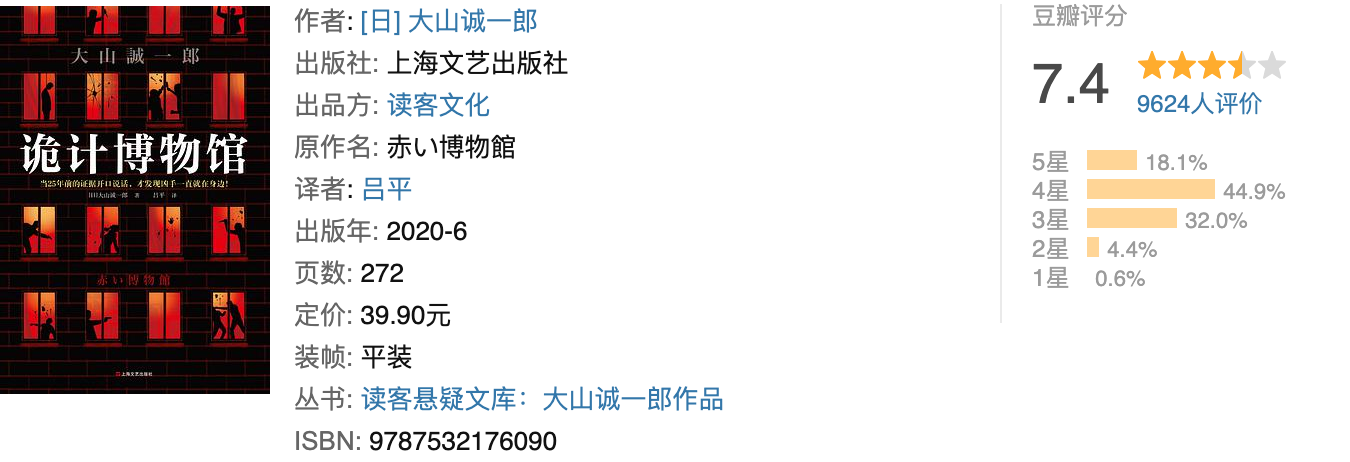 大山誠一郎
诡计博物馆
当25年前的证据开口说话，才发现凶手一直就在身边！
[日]大山诚一郎 著 吕平 译
赤い博物館
上海文艺出版社
作者: [日] 大山诚一郎
出版社: 上海文艺出版社
出品方: 读客文化
原作名: 赤い博物館
译者: 吕平
出版年: 2020-6
页数: 272
定价: 39.90元
装帧: 平装
丛书: 读客悬疑文库：大山诚一郎作品
ISBN: 9787532176090
豆瓣评分
7.4
9624人评价
5星 18.1%
4星 44.9%
3星 32.0%
2星 4.4%
1星 0.6%